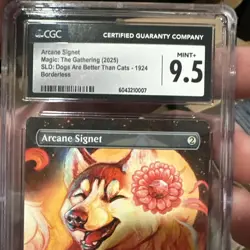 CGC
CERTIFIED GUARANTY COMPANY
Arcane Signet
Magic: The Gathering (2025)
SLD: Dogs Are Better Than Cats - 1924
Borderless
MINT+
9.5
6043210007
Arcane Signet
2